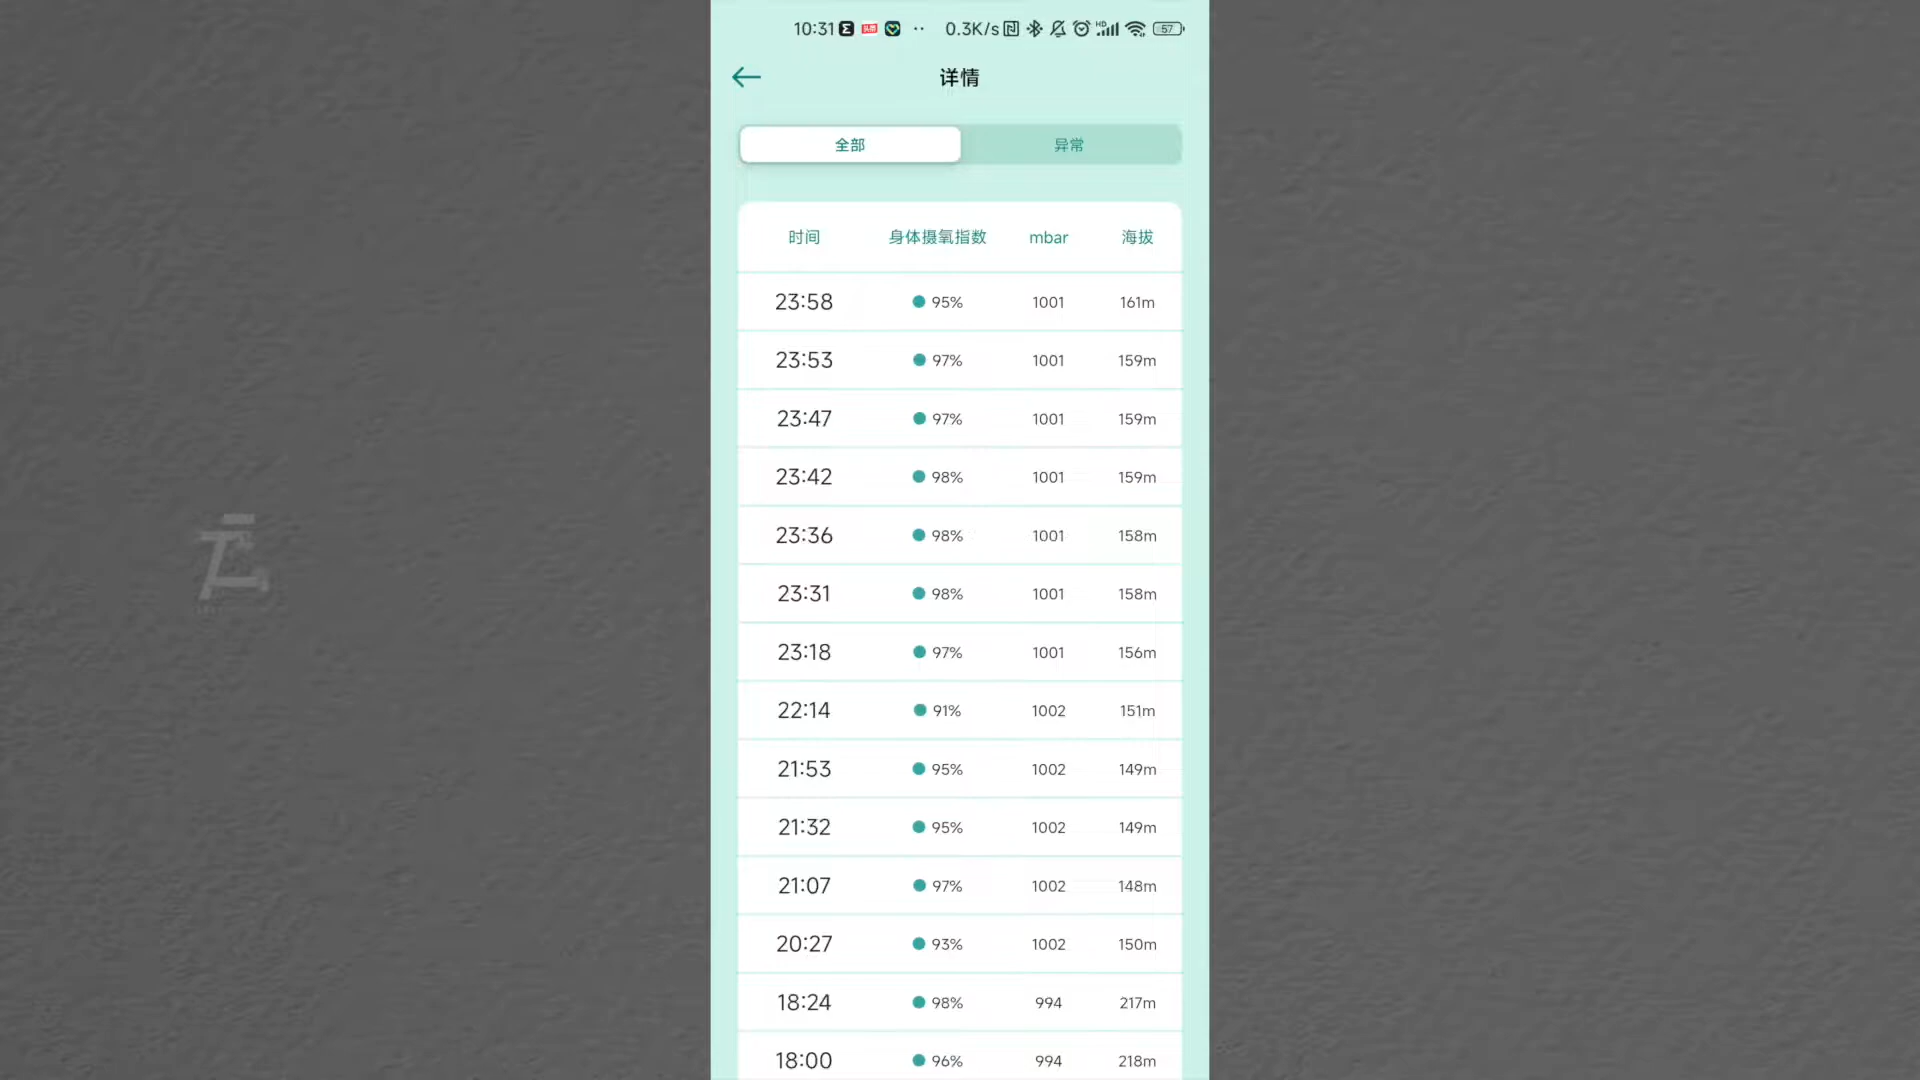 10:31 头条 0.3K/s HD 57
详情
全部 异常
时间 身体摄氧指数 mbar 海拔
23:58 95% 1001 161m
23:53 97% 1001 159m
23:47 97% 1001 159m
23:42 98% 1001 159m
23:36 98% 1001 158m
23:31 98% 1001 158m
23:18 97% 1001 156m
22:14 91% 1002 151m
21:53 95% 1002 149m
21:32 95% 1002 149m
21:07 97% 1002 148m
20:27 93% 1002 150m
18:24 98% 994 217m
18:00 96% 994 218m